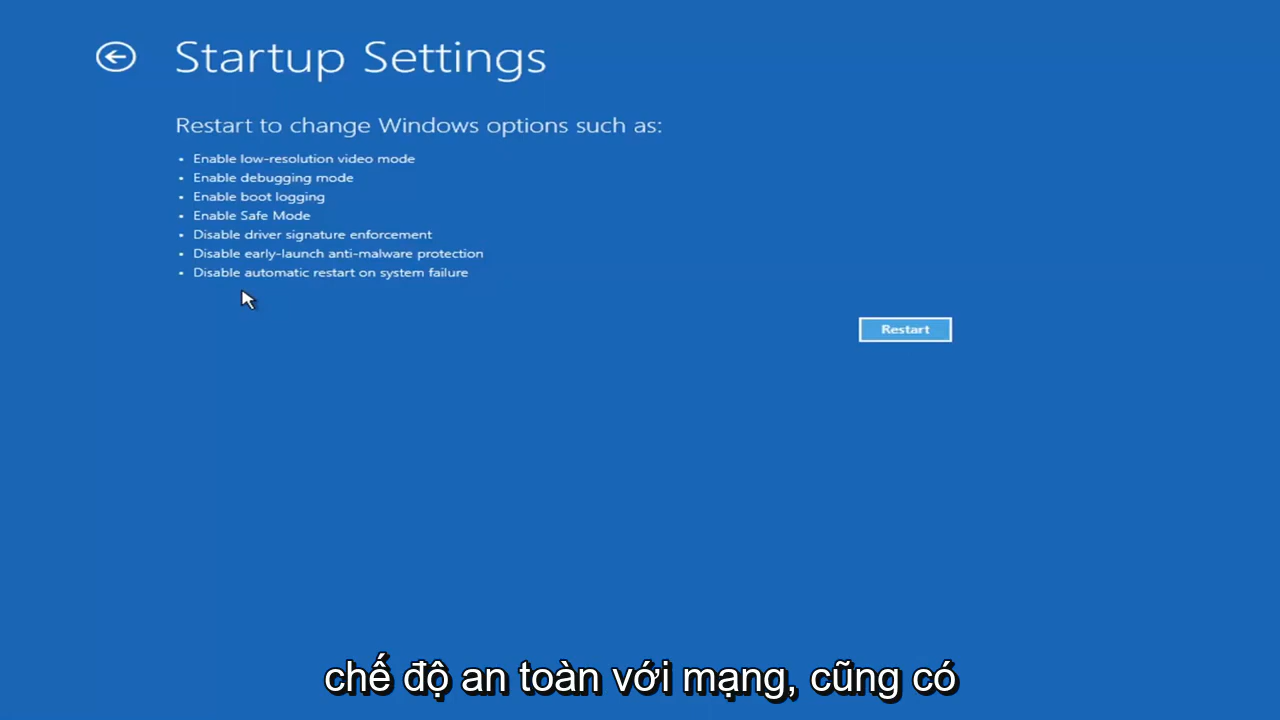 Startup Settings
Restart to change Windows options such as:
• Enable low-resolution video mode
• Enable debugging mode
• Enable boot logging
• Enable Safe Mode
• Disable driver signature enforcement
• Disable early-launch anti-malware protection
• Disable automatic restart on system failure
Restart
chế độ an toàn với mạng, cũng có